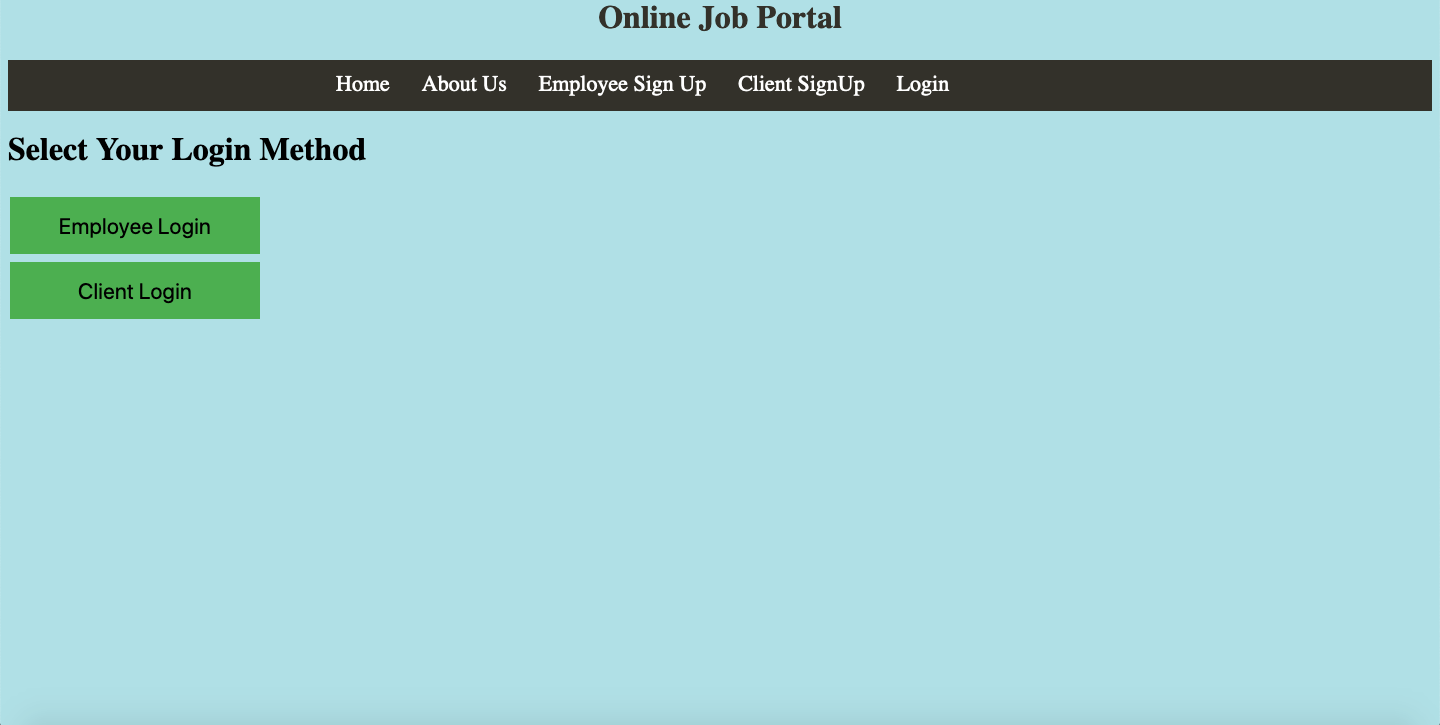 Online Job Portal
Home About Us Employee Sign Up Client SignUp Login
Select Your Login Method
Employee Login
Client Login